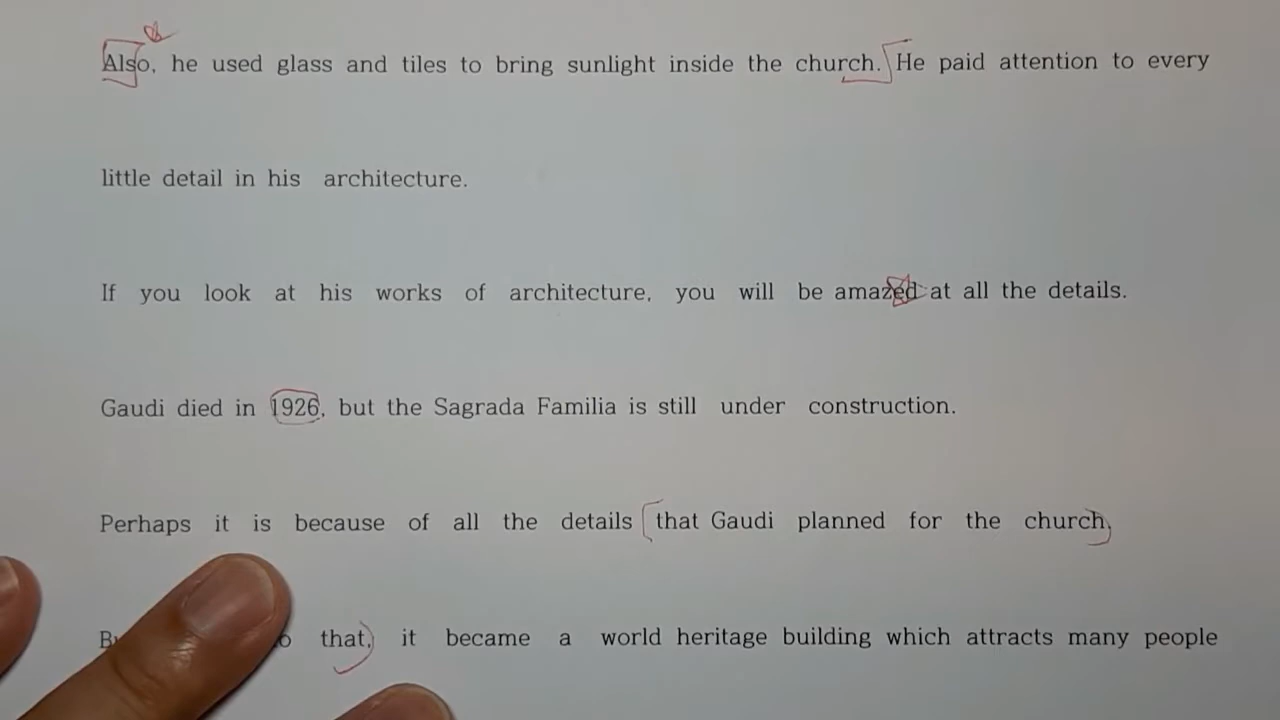 Also, he used glass and tiles to bring sunlight inside the church. He paid attention to every
little detail in his architecture.
If you look at his works of architecture, you will be amazed at all the details.
Gaudi died in 1926, but the Sagrada Familia is still under construction.
Perhaps it is because of all the details that Gaudi planned for the church,
that, it became a world heritage building which attracts many people